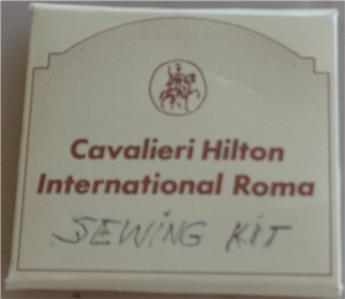 Cavalieri Hilton
International Roma
SEWING KIT